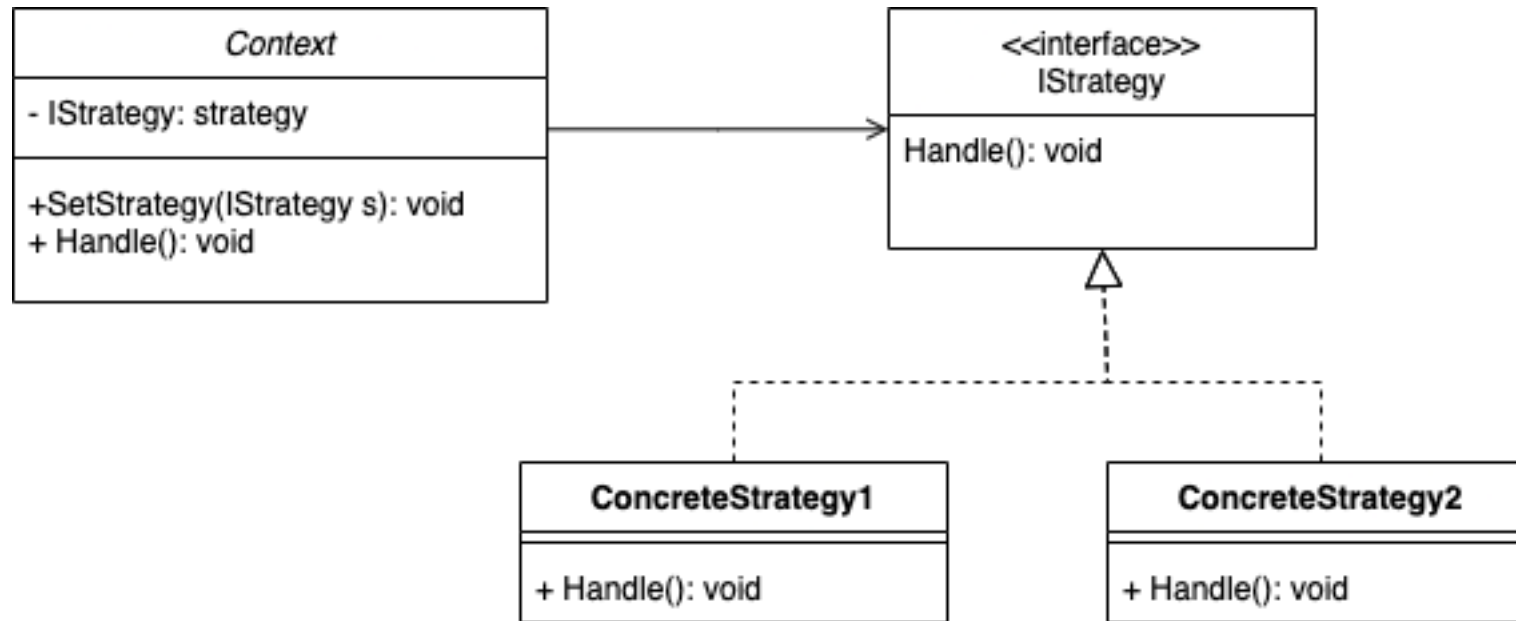 Context
- IStrategy: strategy
+SetStrategy(IStrategy s): void
+ Handle(): void
<<interface>>
IStrategy
Handle(): void
ConcreteStrategy1
+ Handle(): void
ConcreteStrategy2
+ Handle(): void